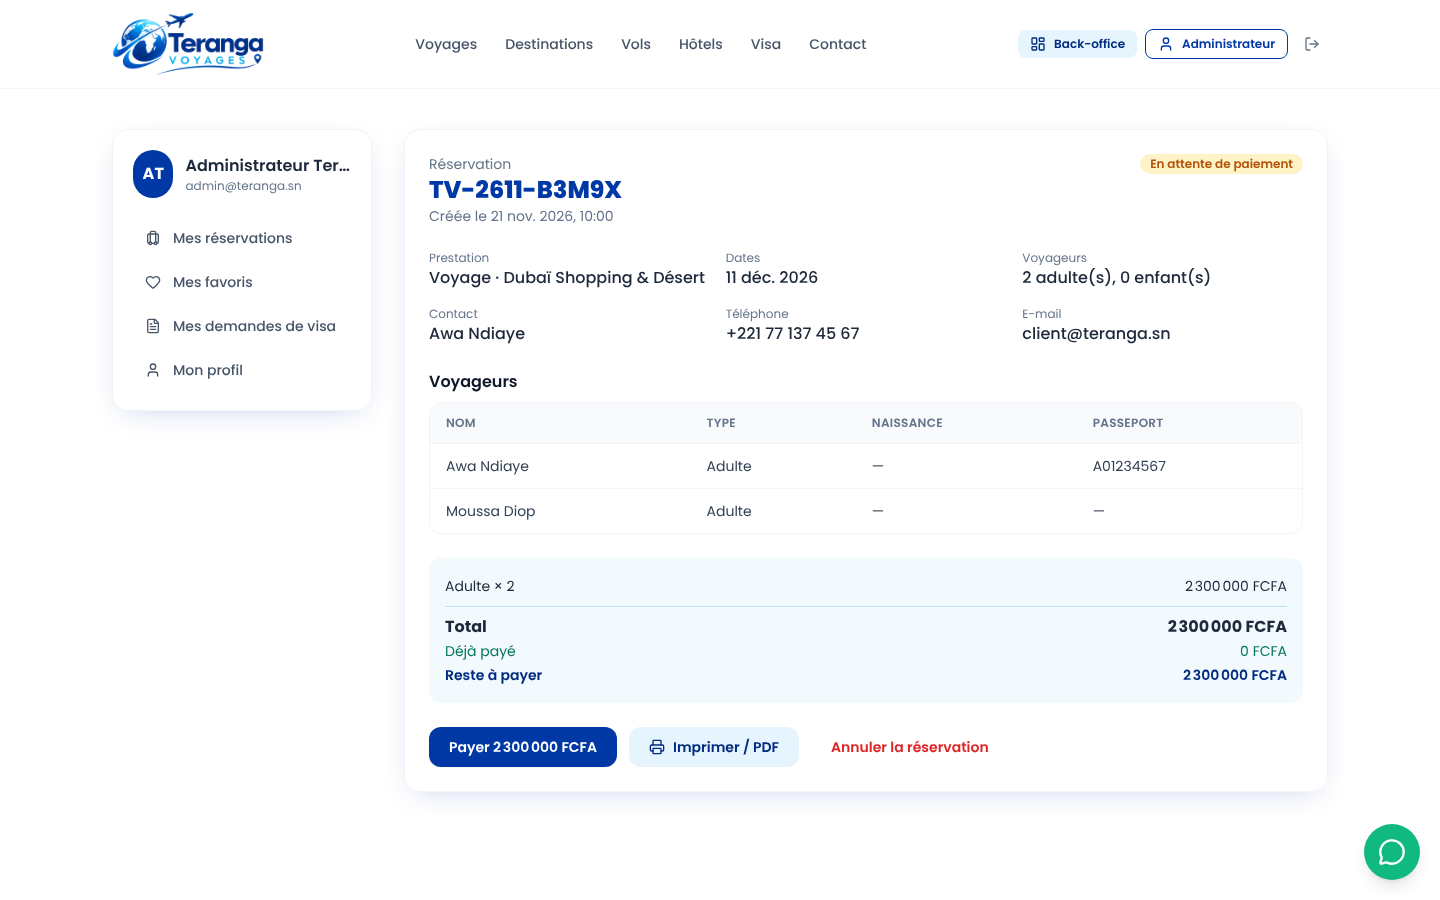 Teranga
VOYAGES
Voyages
Destinations
Vols
Hôtels
Visa
Contact
Back-office
Administrateur
AT
Administrateur Ter...
admin@teranga.sn
Mes réservations
Mes favoris
Mes demandes de visa
Mon profil
Réservation
En attente de paiement
TV-2611-B3M9X
Créée le 21 nov. 2026, 10:00
Prestation
Dates
Voyageurs
Voyage · Dubaï Shopping & Désert
11 déc. 2026
2 adulte(s), 0 enfant(s)
Contact
Téléphone
E-mail
Awa Ndiaye
+221 77 137 45 67
client@teranga.sn
Voyageurs
NOM TYPE NAISSANCE PASSEPORT
Awa Ndiaye Adulte — A01234567
Moussa Diop Adulte — —
Adulte × 2 2 300 000 FCFA
Total 2 300 000 FCFA
Déjà payé 0 FCFA
Reste à payer 2 300 000 FCFA
Payer 2 300 000 FCFA
Imprimer / PDF
Annuler la réservation